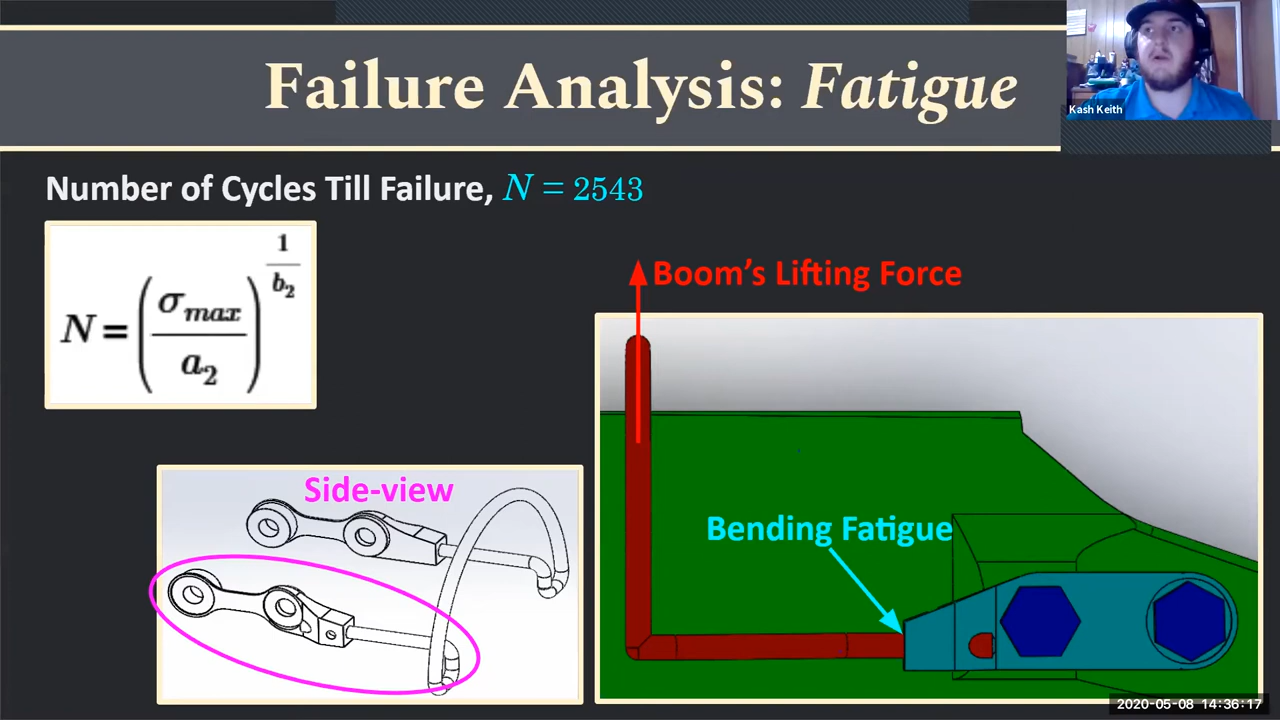 Failure Analysis: Fatigue
Kash Keith
Number of Cycles Till Failure, N = 2543
N = (σmax / a2)^(1/b2)
Boom's Lifting Force
Side-view
Bending Fatigue
2020-05-08 14:36:17